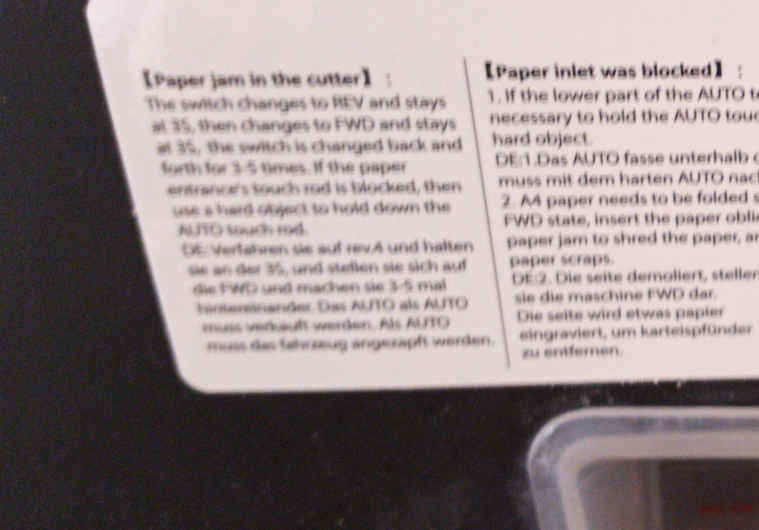 【Paper jam in the cutter】：
The switch changes to REV and stays
at 3S, then changes to FWD and stays
at 3S, the switch is changed back and
forth for 3-5 times. If the paper
entrance's touch rod is blocked, then
use a hard object to hold down the
AUTO touch rod.
DE: Verfahren sie auf rev.4 und halten
sie an der 3S, und stellen sie sich auf
die FWD und machen sie 3-5 mal
hintereinander. Das AUTO als AUTO
muss verkauft werden. Als AUTO
muss das fahrzeug angezapft werden.
【Paper inlet was blocked】：
1. If the lower part of the AUTO t
necessary to hold the AUTO touc
hard object.
DE:1.Das AUTO fasse unterhalb
muss mit dem harten AUTO nac
2. A4 paper needs to be folded s
FWD state, insert the paper obli
paper jam to shred the paper, a
paper scraps.
DE:2. Die seite demoliert, stellen
sie die maschine FWD dar.
Die seite wird etwas papier
eingraviert, um karteispfünder
zu entfernen.